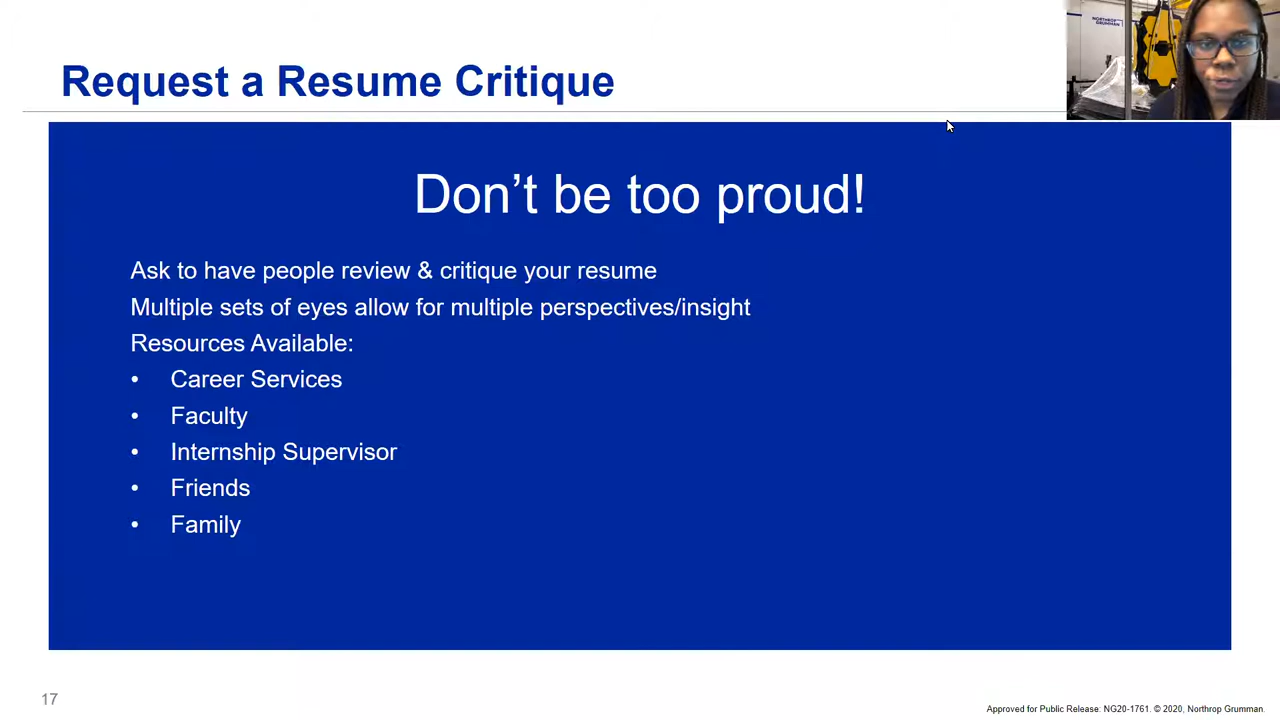 Request a Resume Critique
NORTHROP
GRUMMAN
Don’t be too proud!
Ask to have people review & critique your resume
Multiple sets of eyes allow for multiple perspectives/insight
Resources Available:
• Career Services
• Faculty
• Internship Supervisor
• Friends
• Family
17
Approved for Public Release: NG20-1761. © 2020, Northrop Grumman.